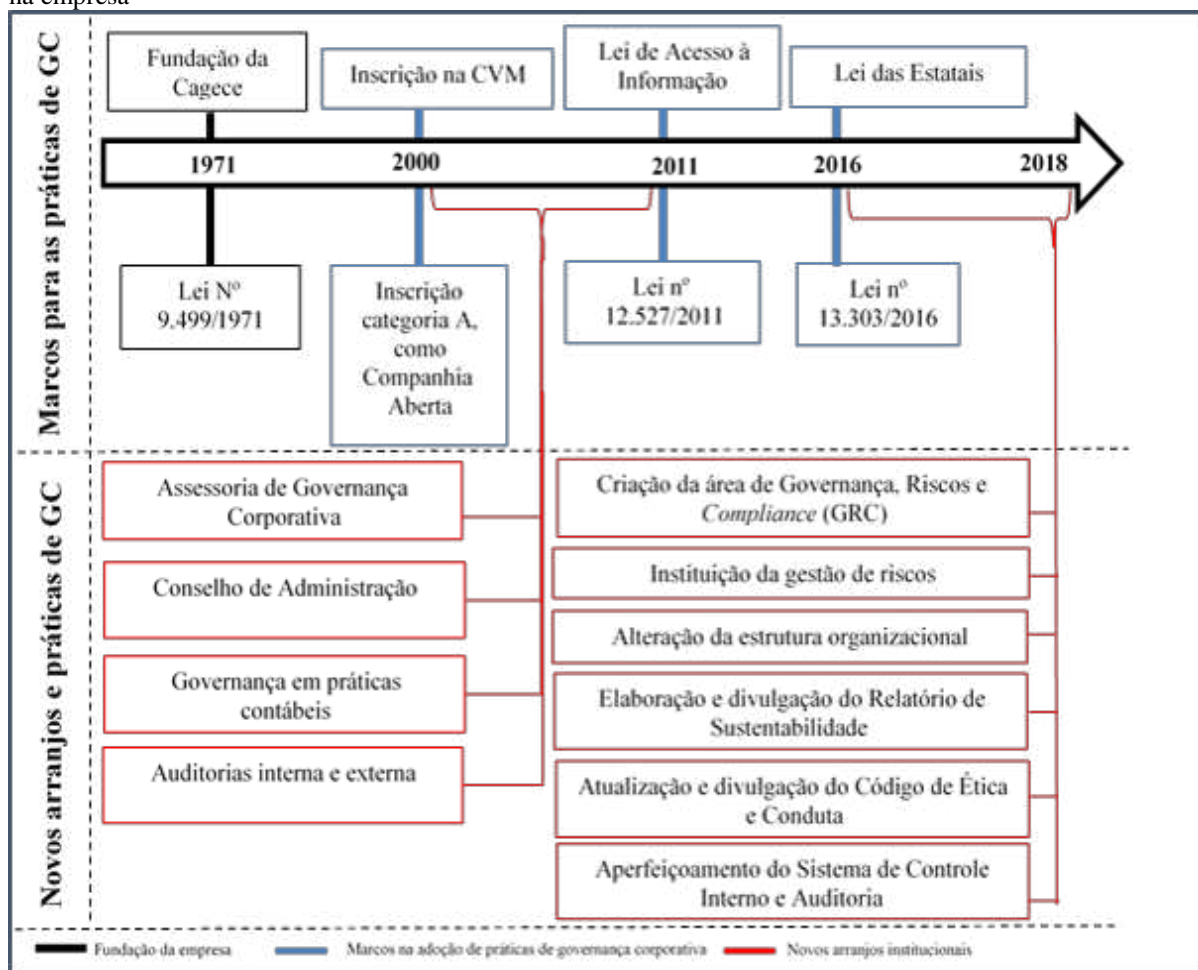 na empresa
Marcos para as práticas de GC
Fundação da
Cagece
Inscrição na CVM
Lei de Acesso à
Informação
Lei das Estatais
1971
2000
2011
2016
2018
Lei Nº
9.499/1971
Inscrição
categoria A,
como
Companhia
Aberta
Lei nº
12.527/2011
Lei nº
13.303/2016
Novos arranjos e práticas de GC
Assessoria de Governança
Corporativa
Conselho de Administração
Governança em práticas
contábeis
Auditorias interna e externa
Criação da área de Governança, Riscos e
Compliance (GRC)
Instituição da gestão de riscos
Alteração da estrutura organizacional
Elaboração e divulgação do Relatório de
Sustentabilidade
Atualização e divulgação do Código de Ética
e Conduta
Aperfeiçoamento do Sistema de Controle
Interno e Auditoria
Fundação da empresa
Marcos na adoção de práticas de governança corporativa
Novos arranjos institucionais